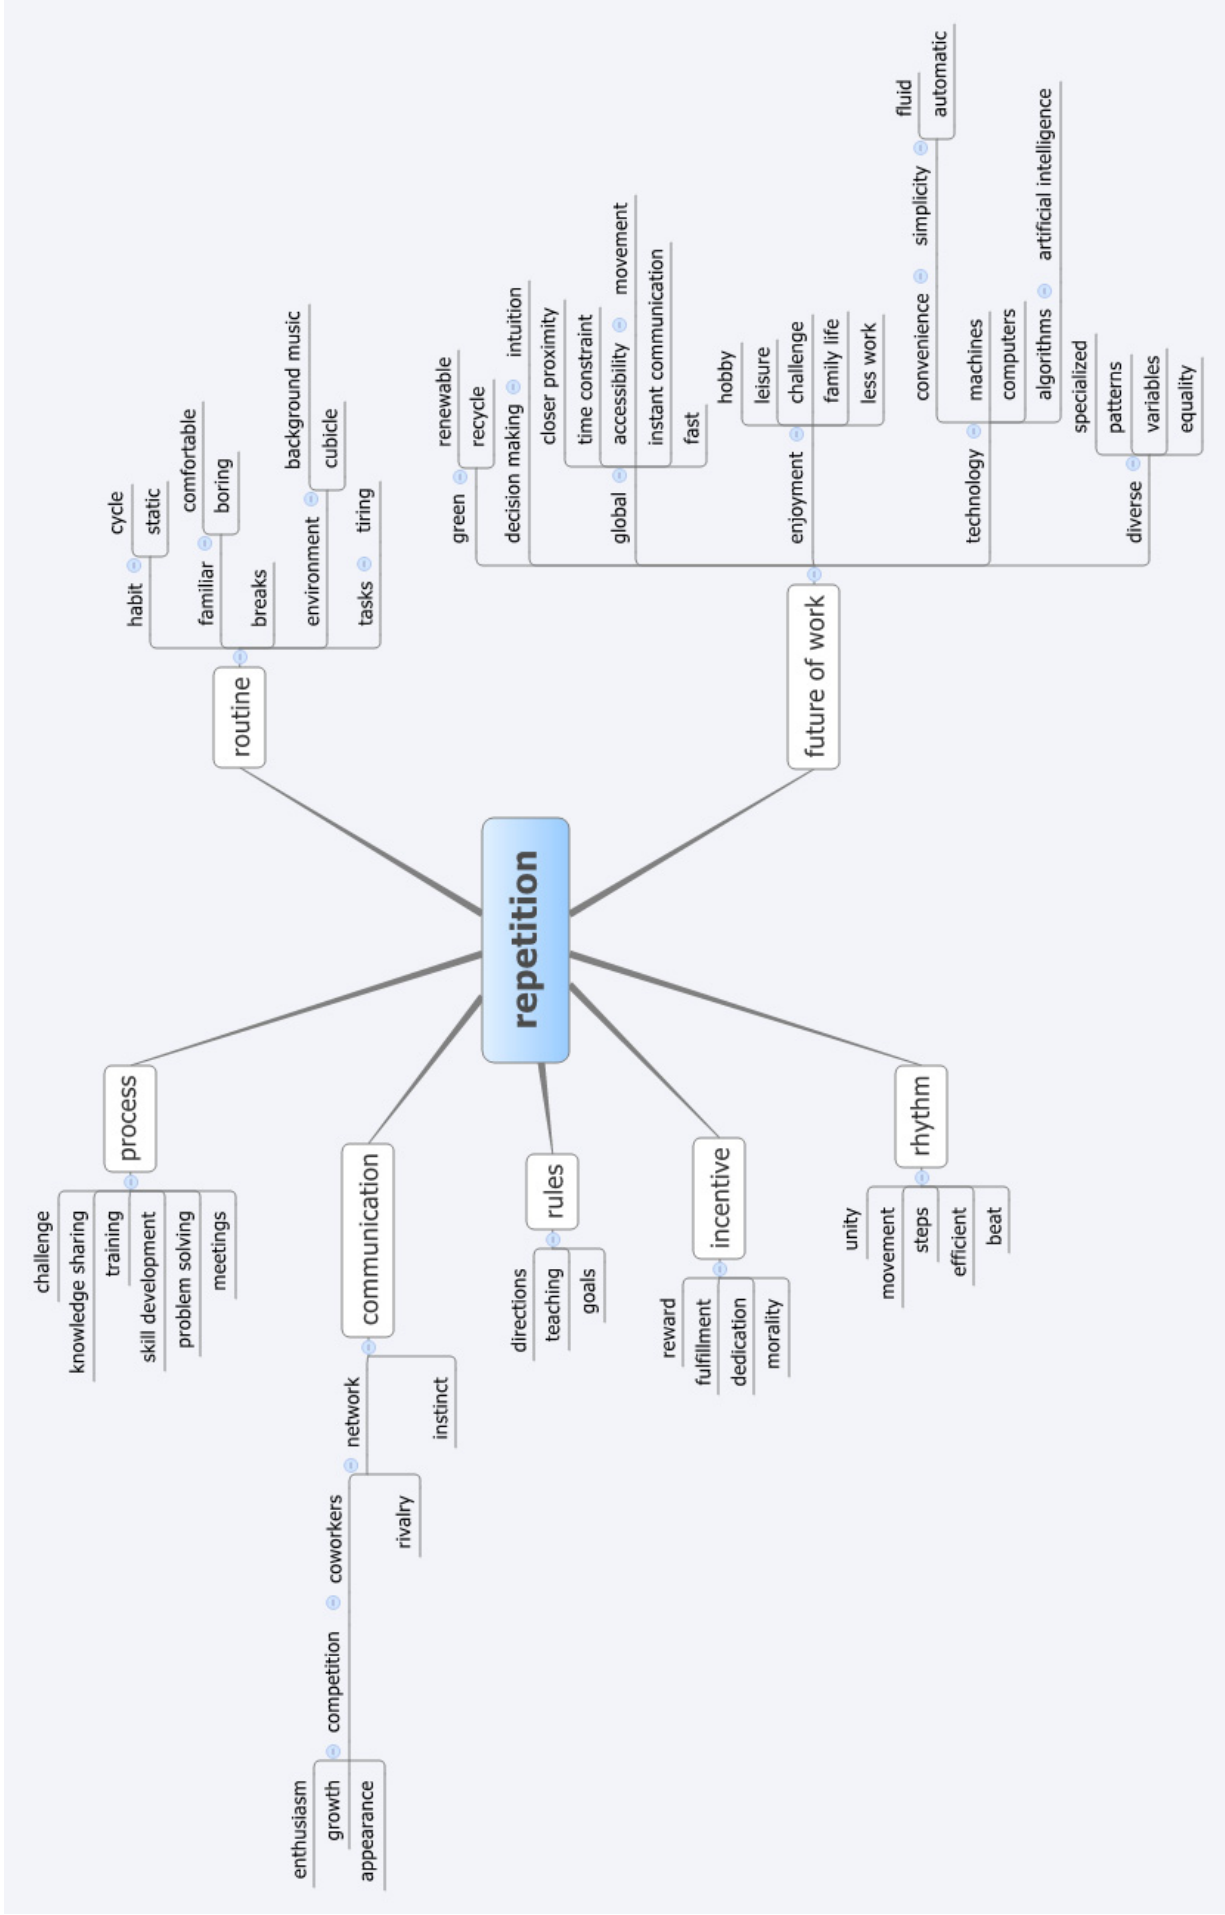 repetition
routine
habit
cycle
static
familiar
comfortable
boring
breaks
environment
background music
cubicle
tasks
tiring
future of work
green
renewable
recycle
decision making
intuition
global
closer proximity
time constraint
accessibility
movement
instant communication
fast
enjoyment
hobby
leisure
challenge
family life
less work
technology
convenience
simplicity
fluid
automatic
machines
computers
algorithms
artificial intelligence
diverse
specialized
patterns
variables
equality
process
challenge
knowledge sharing
training
skill development
problem solving
meetings
communication
network
coworkers
competition
enthusiasm
growth
appearance
rivalry
instinct
rules
directions
teaching
goals
incentive
reward
fulfillment
dedication
morality
rhythm
unity
movement
steps
efficient
beat